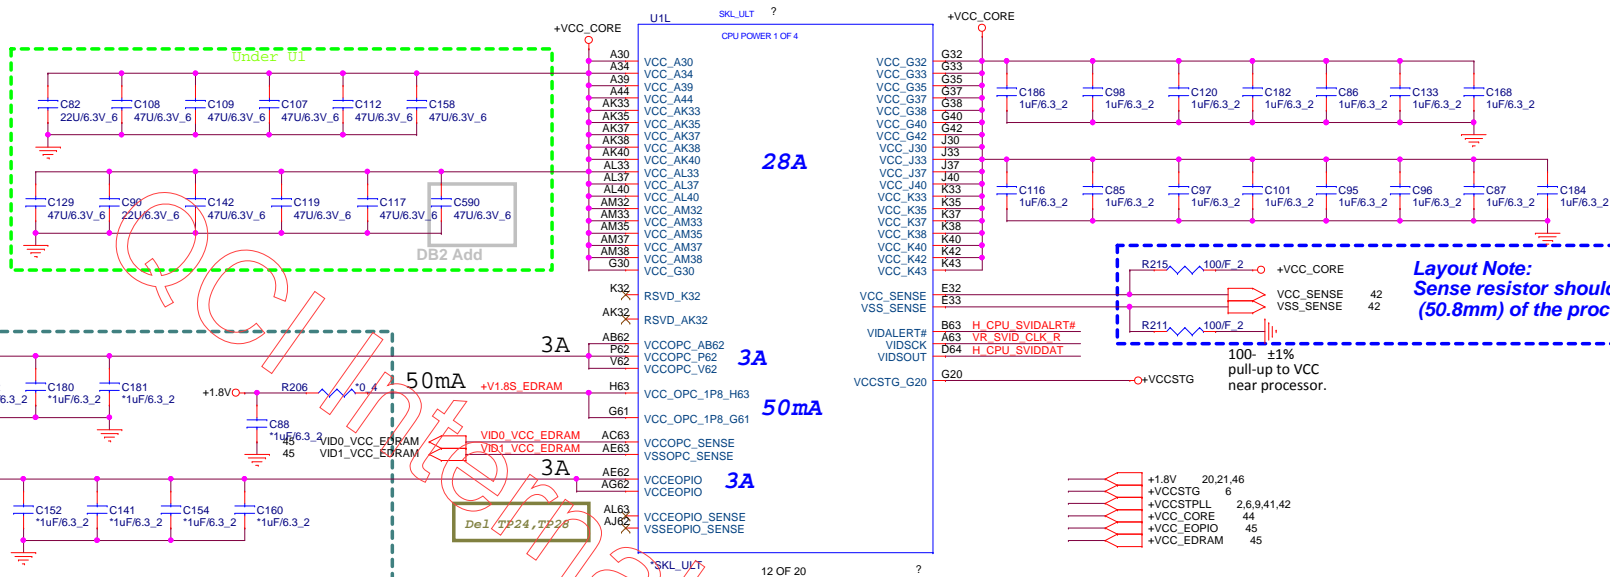 U1L
SKL_ULT
?
CPU POWER 1 OF 4
+VCC_CORE
+VCC_CORE
Under U1
C82
22U/6.3V_6
C108
47U/6.3V_6
C109
47U/6.3V_6
C107
47U/6.3V_6
C112
47U/6.3V_6
C158
47U/6.3V_6
C129
47U/6.3V_6
C90
22U/6.3V_6
C142
47U/6.3V_6
C119
47U/6.3V_6
C117
47U/6.3V_6
C590
47U/6.3V_6
DB2 Add
A30 VCC_A30
A34 VCC_A34
A39 VCC_A39
A44 VCC_A44
AK33 VCC_AK33
AK35 VCC_AK35
AK37 VCC_AK37
AK38 VCC_AK38
AK40 VCC_AK40
AL33 VCC_AL33
AL37 VCC_AL37
AL40 VCC_AL40
AM32 VCC_AM32
AM33 VCC_AM33
AM35 VCC_AM35
AM37 VCC_AM37
AM38 VCC_AM38
G30 VCC_G30
K32 RSVD_K32
AK32 RSVD_AK32
AB62 VCCOPC_AB62
P62 VCCOPC_P62
V62 VCCOPC_V62
H63 VCC_OPC_1P8_H63
G61 VCC_OPC_1P8_G61
AC63 VCCOPC_SENSE
AE63 VSSOPC_SENSE
AE62 VCCEOPIO
AG62 VCCEOPIO
AL63 VCCEOPIO_SENSE
AJ62 VSSEOPIO_SENSE
28A
3A
3A
50mA
50mA
3A
3A
VCC_G32 G32
VCC_G33 G33
VCC_G35 G35
VCC_G37 G37
VCC_G38 G38
VCC_G40 G40
VCC_G42 G42
VCC_J30 J30
VCC_J33 J33
VCC_J37 J37
VCC_J40 J40
VCC_K33 K33
VCC_K35 K35
VCC_K37 K37
VCC_K38 K38
VCC_K40 K40
VCC_K42 K42
VCC_K43 K43
VCC_SENSE E32
VSS_SENSE E33
VIDALERT# B63 H_CPU_SVIDALRT#
VIDSCK A63 VR_SVID_CLK_R
VIDSOUT D64 H_CPU_SVIDDAT
VCCSTG_G20 G20
+VCCSTG
C186
1uF/6.3_2
C98
1uF/6.3_2
C120
1uF/6.3_2
C182
1uF/6.3_2
C86
1uF/6.3_2
C133
1uF/6.3_2
C168
1uF/6.3_2
C116
1uF/6.3_2
C85
1uF/6.3_2
C97
1uF/6.3_2
C101
1uF/6.3_2
C95
1uF/6.3_2
C96
1uF/6.3_2
C87
1uF/6.3_2
C184
1uF/6.3_2
R215 100/F_2 +VCC_CORE
VCC_SENSE 42
VSS_SENSE 42
R211 100/F_2
Layout Note:
Sense resistor should
(50.8mm) of the proc
100- ±1%
pull-up to VCC
near processor.
6.3_2
C180
*1uF/6.3_2
C181
*1uF/6.3_2
+1.8V
R206 *0_4
+V1.8S_EDRAM
C88
*1uF/6.3_2
45 VID0_VCC_EDRAM VID0_VCC_EDRAM
45 VID1_VCC_EDRAM VID1_VCC_EDRAM
C152
*1uF/6.3_2
C141
*1uF/6.3_2
C154
*1uF/6.3_2
C160
*1uF/6.3_2
Del TP24,TP28
+1.8V 20,21,46
+VCCSTG 6
+VCCSTPLL 2,6,9,41,42
+VCC_CORE 44
+VCC_EOPIO 45
+VCC_EDRAM 45
*SKL_ULT
12 OF 20
?